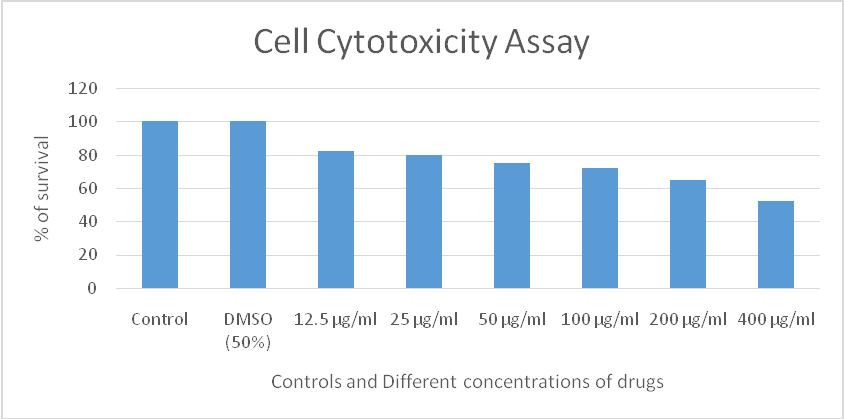 Cell Cytotoxicity Assay
% of survival
120
100
80
60
40
20
0
Control
DMSO (50%)
12.5 µg/ml
25 µg/ml
50 µg/ml
100 µg/ml
200 µg/ml
400 µg/ml
Controls and Different concentrations of drugs